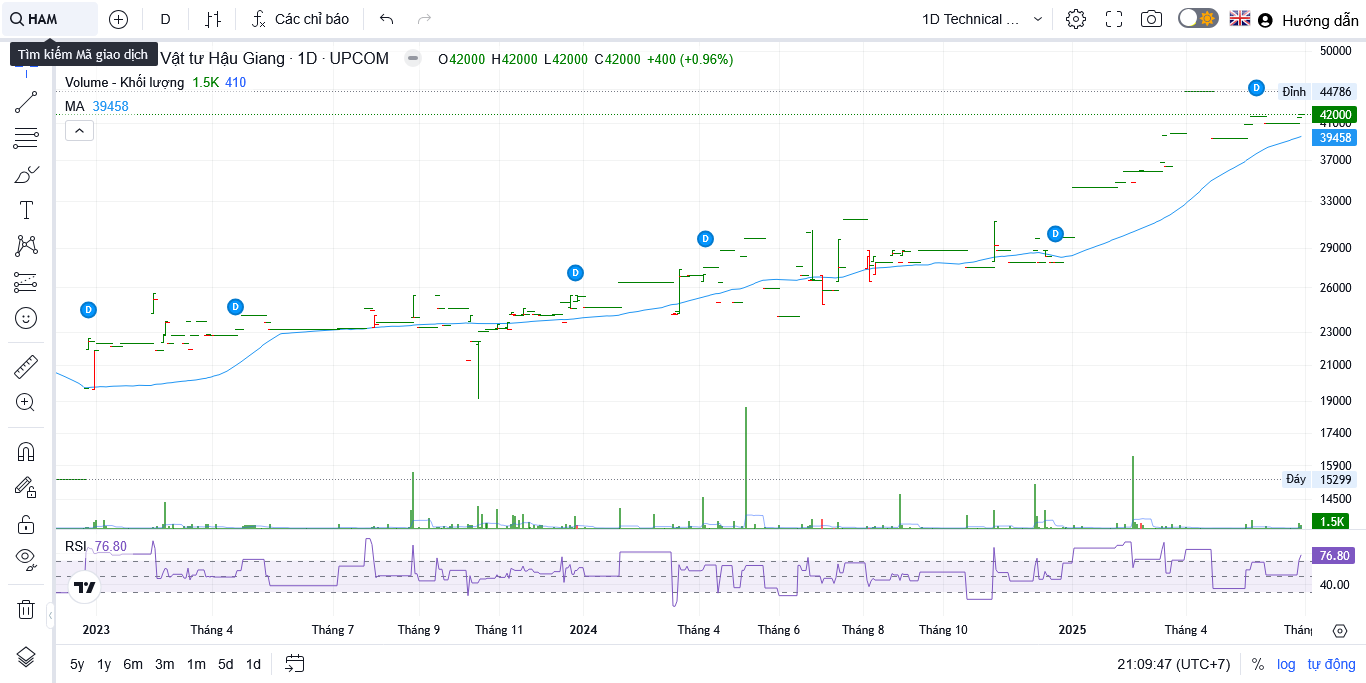 HAM
D
Các chỉ báo
1D Technical ...
Hướng dẫn
Tìm kiếm Mã giao dịch
Vật tư Hậu Giang · 1D · UPCOM
O42000 H42000 L42000 C42000 +400 (+0.96%)
Volume - Khối lượng 1.5K 410
MA 39458
50000
Đỉnh 44786
42000
41000
39458
37000
33000
29000
26000
23000
21000
19000
17400
15900
Đáy 15299
14500
1.5K
D
D
D
D
D
D
RSI 76.80
76.80
40.00
2023
Tháng 4
Tháng 7
Tháng 9
Tháng 11
2024
Tháng 4
Tháng 6
Tháng 8
Tháng 10
2025
Tháng 4
Thán
5y 1y 6m 3m 1m 5d 1d
21:09:47 (UTC+7)
% log tự động